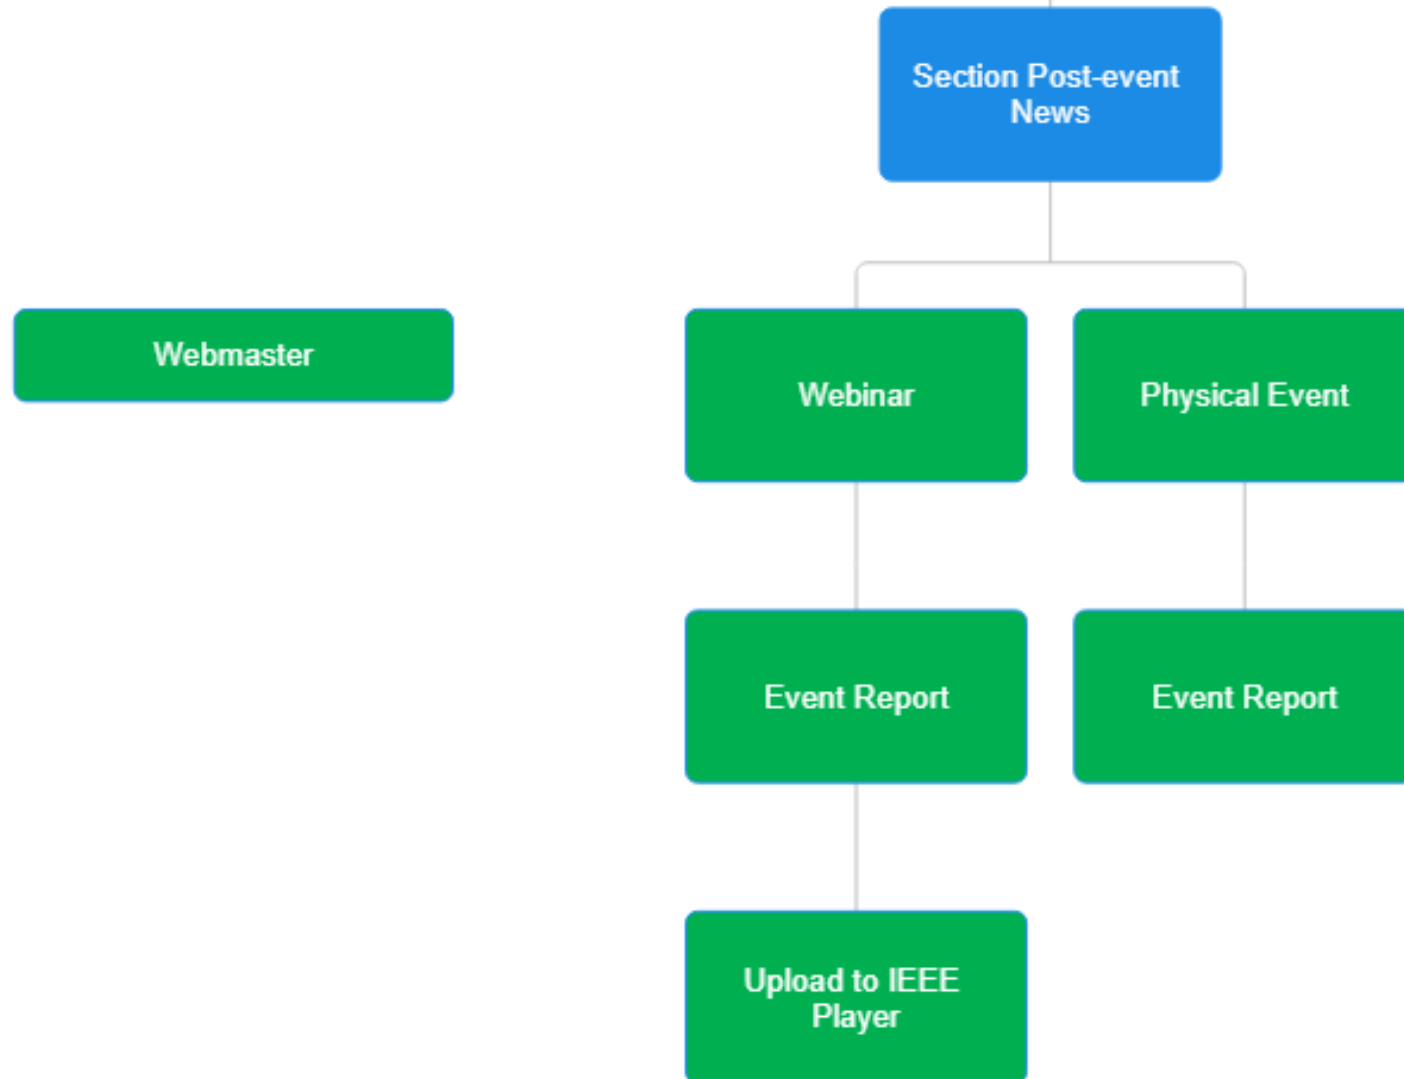 Section Post-event
News
Webmaster
Webinar
Physical Event
Event Report
Event Report
Upload to IEEE
Player